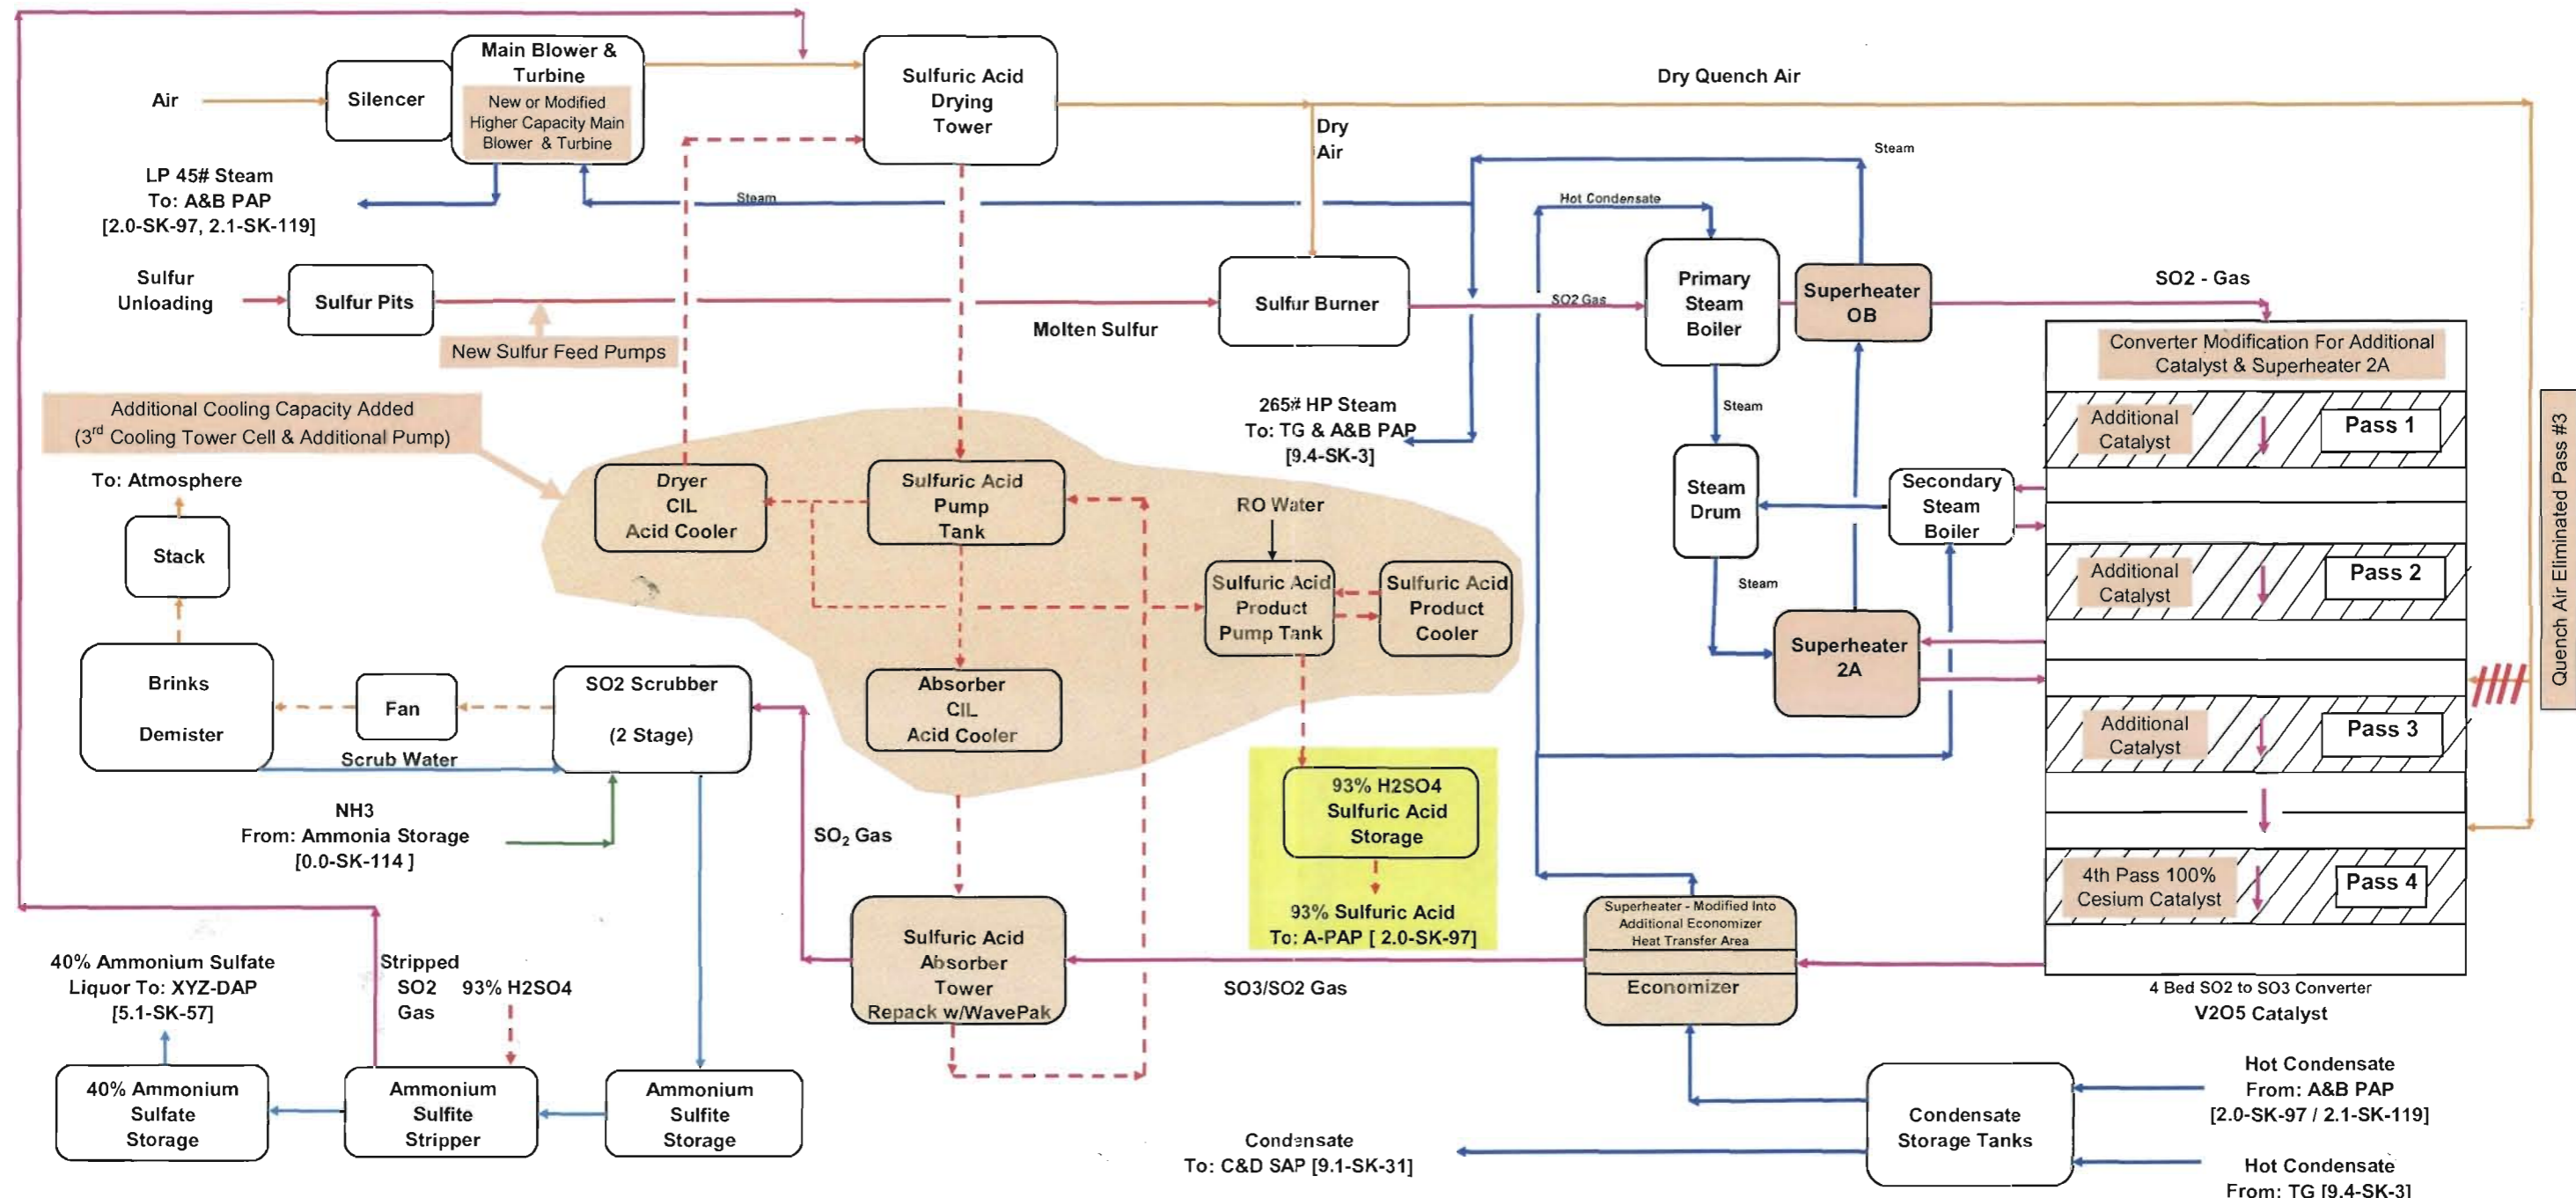 Main Blower &
Turbine
New or Modified
Higher Capacity Main
Blower & Turbine
Air
Silencer
Sulfuric Acid
Drying
Tower
Dry Quench Air
Dry
Air
LP 45# Steam
To: A&B PAP
[2.0-SK-97, 2.1-SK-119]
Steam
Steam
Hot Condensate
Sulfur
Unloading
Sulfur Pits
New Sulfur Feed Pumps
Molten Sulfur
Sulfur Burner
SO2 Gas
Primary
Steam
Boiler
Superheater
OB
SO2 - Gas
Converter Modification For Additional
Catalyst & Superheater 2A
Additional
Catalyst
Pass 1
Quench Air Eliminated Pass #3
Additional Cooling Capacity Added
(3rd Cooling Tower Cell & Additional Pump)
265# HP Steam
To: TG & A&B PAP
[9.4-SK-3]
Steam
Steam
Drum
Secondary
Steam
Boiler
Steam
To: Atmosphere
Stack
Dryer
CIL
Acid Cooler
Sulfuric Acid
Pump
Tank
RO Water
Sulfuric Acid
Product
Pump Tank
Sulfuric Acid
Product
Cooler
Additional
Catalyst
Pass 2
Superheater
2A
Brinks
Demister
Fan
SO2 Scrubber
(2 Stage)
Scrub Water
Absorber
CIL
Acid Cooler
Additional
Catalyst
Pass 3
NH3
From: Ammonia Storage
[0.0-SK-114 ]
SO2 Gas
93% H2SO4
Sulfuric Acid
Storage
93% Sulfuric Acid
To: A-PAP [ 2.0-SK-97]
4th Pass 100%
Cesium Catalyst
Pass 4
Sulfuric Acid
Absorber
Tower
Repack w/WavePak
SO3/SO2 Gas
Superheater - Modified Into
Additional Economizer
Heat Transfer Area
Economizer
4 Bed SO2 to SO3 Converter
V2O5 Catalyst
40% Ammonium Sulfate
Liquor To: XYZ-DAP
[5.1-SK-57]
Stripped
SO2
Gas
93% H2SO4
40% Ammonium
Sulfate
Storage
Ammonium
Sulfite
Stripper
Ammonium
Sulfite
Storage
Condensate
To: C&D SAP [9.1-SK-31]
Condensate
Storage Tanks
Hot Condensate
From: A&B PAP
[2.0-SK-97 / 2.1-SK-119]
Hot Condensate
From: TG [9.4-SK-3]